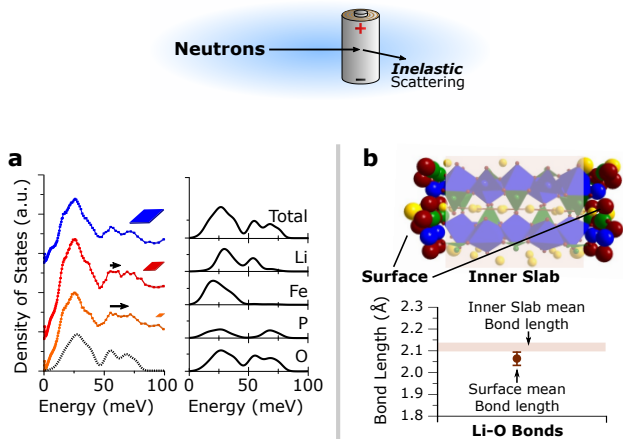 Neutrons
+
Inelastic
Scattering
–
a
Density of States (a.u.)
Total
Li
Fe
P
O
0 50 100
0 50 100
Energy (meV)
Energy (meV)
b
Surface
Inner Slab
Bond Length (Å)
2.3
2.2
2.1
2.0
1.9
1.8
Inner Slab mean
Bond length
Surface mean
Bond length
Li-O Bonds